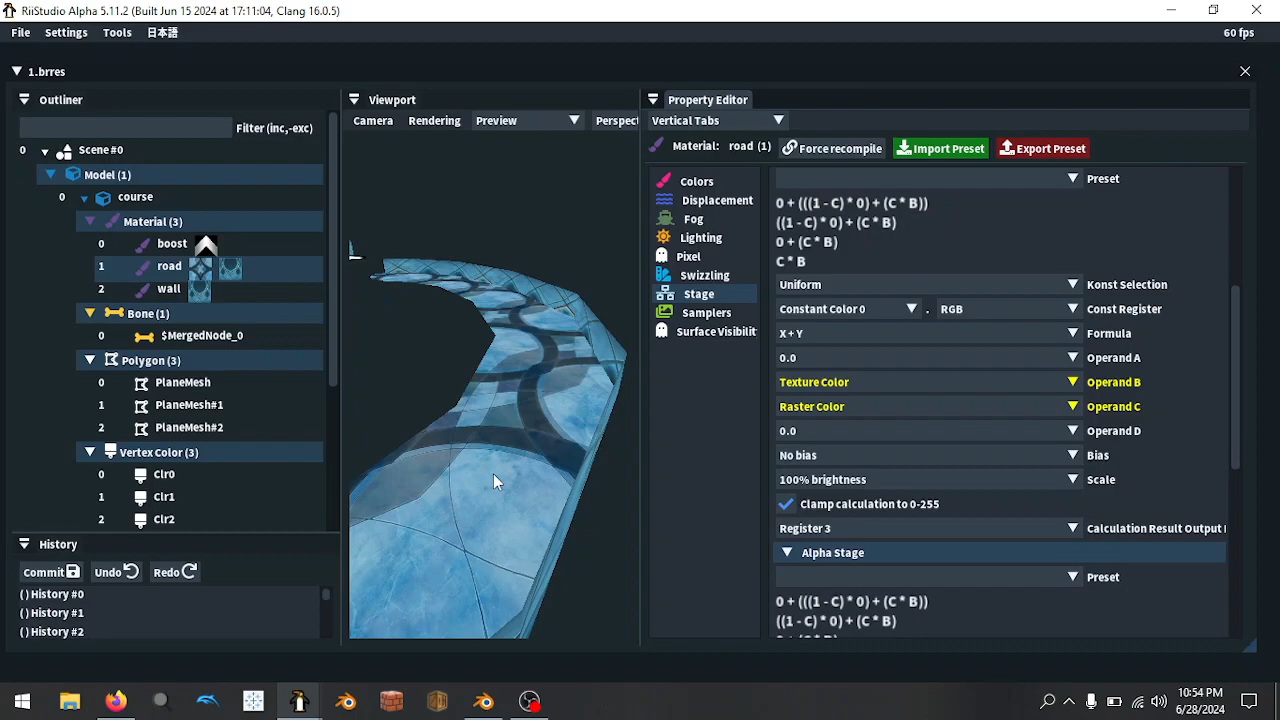 RiiStudio Alpha 5.11.2 (Built Jun 15 2024 at 17:11:04, Clang 16.0.5)
File Settings Tools 日本語 60 fps
1.brres
Outliner
Filter (inc,-exc)
0 Scene #0
Model (1)
0 course
Material (3)
0 boost
1 road
2 wall
Bone (1)
0 $MergedNode_0
Polygon (3)
0 PlaneMesh
1 PlaneMesh#1
2 PlaneMesh#2
Vertex Color (3)
0 Clr0
1 Clr1
2 Clr2
History
Commit Undo Redo
( ) History #0
( ) History #1
( ) History #2
Viewport
Camera Rendering Preview Perspect
Property Editor
Vertical Tabs
Material: road (1) Force recompile Import Preset Export Preset
Colors
Displacement
Fog
Lighting
Pixel
Swizzling
Stage
Samplers
Surface Visibilit
Preset
0 + (((1 - C) * 0) + (C * B))
((1 - C) * 0) + (C * B)
0 + (C * B)
C * B
Uniform Konst Selection
Constant Color 0 . RGB Const Register
X + Y Formula
0.0 Operand A
Texture Color Operand B
Raster Color Operand C
0.0 Operand D
No bias Bias
100% brightness Scale
Clamp calculation to 0-255
Register 3 Calculation Result Output
Alpha Stage
Preset
0 + (((1 - C) * 0) + (C * B))
((1 - C) * 0) + (C * B)
0 + (C * B)
10:54 PM
6/28/2024